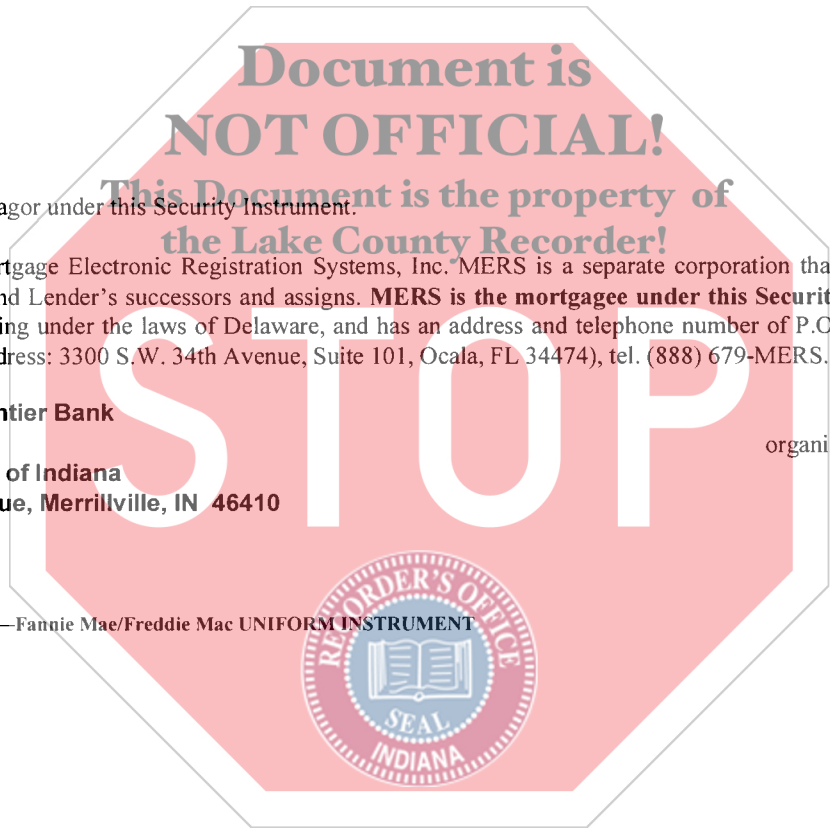 Document is
NOT OFFICIAL!
This Document is the property of
agor under this Security Instrument.
the Lake County Recorder!
rtgage Electronic Registration Systems, Inc. MERS is a separate corporation tha
nd Lender's successors and assigns. MERS is the mortgagee under this Securit
ing under the laws of Delaware, and has an address and telephone number of P.O
dress: 3300 S.W. 34th Avenue, Suite 101, Ocala, FL 34474), tel. (888) 679-MERS.
STOP
ntier Bank
organi
of Indiana
ue, Merrillville, IN 46410
—Fannie Mae/Freddie Mac UNIFORM INSTRUMENT
RECORDER'S OFFICE
SEAL
INDIANA